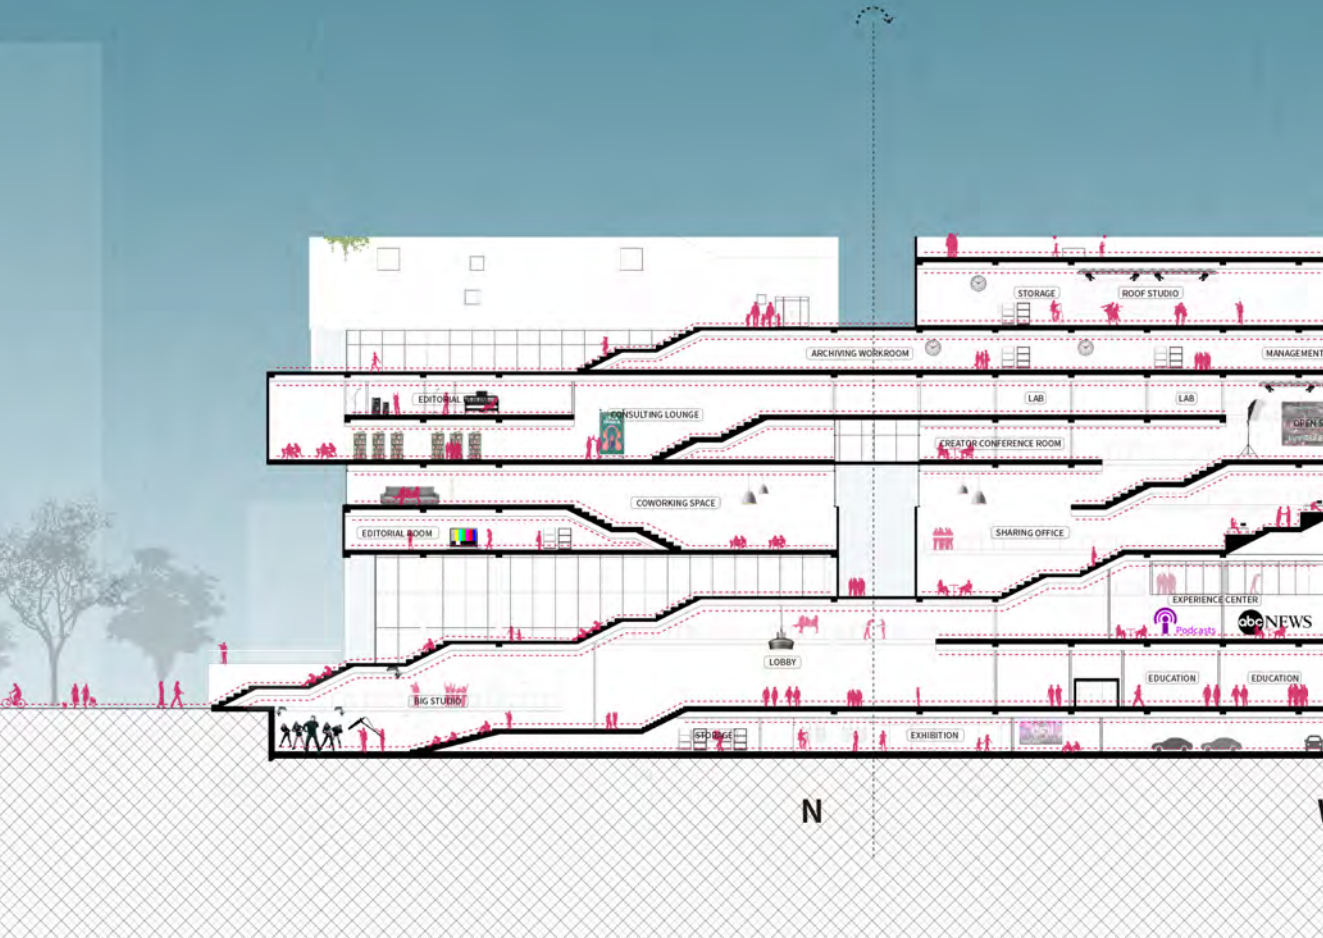 STORAGE
ROOF STUDIO
ARCHIVING WORKROOM
MANAGEMENT
EDITORIAL
LAB
LAB
CONSULTING LOUNGE
CREATOR CONFERENCE ROOM
OPEN S
COWORKING SPACE
EDITORIAL ROOM
SHARING OFFICE
EXPERIENCE CENTER
Podcasts
abc NEWS
LOBBY
EDUCATION
EDUCATION
BIG STUDIO
STORAGE
EXHIBITION
N